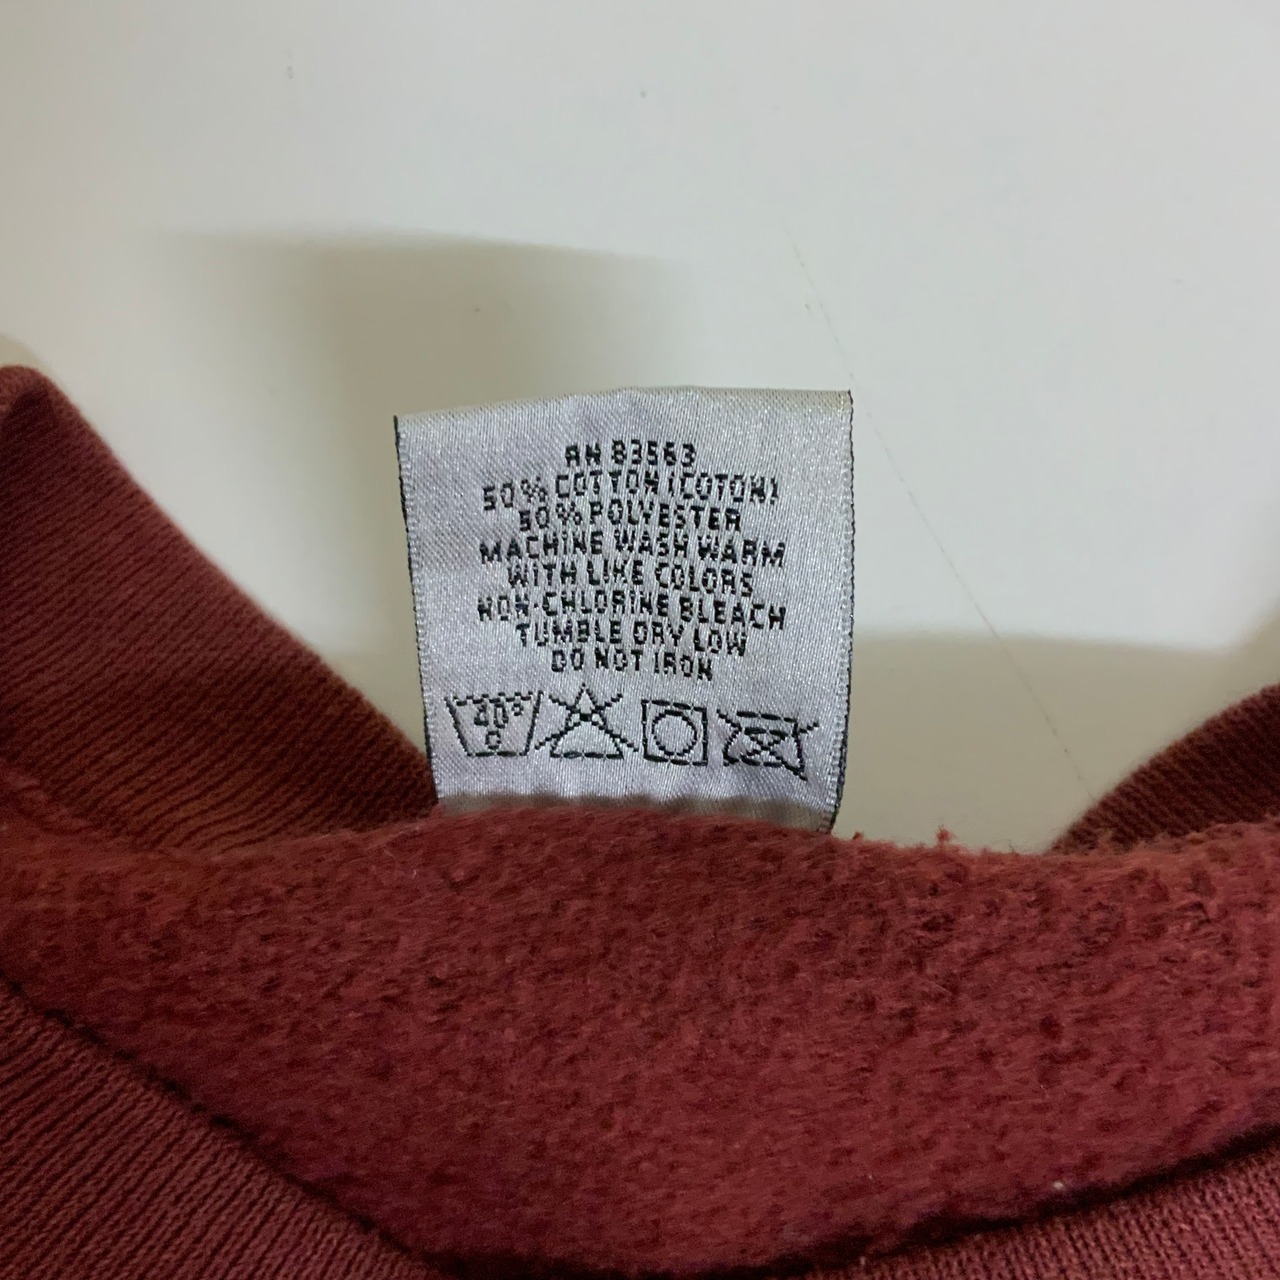 RN 83563
50% COTTON (COTON)
50% POLYESTER
MACHINE WASH WARM
WITH LIKE COLORS
NON-CHLORINE BLEACH
TUMBLE DRY LOW
DO NOT IRON
40°
C